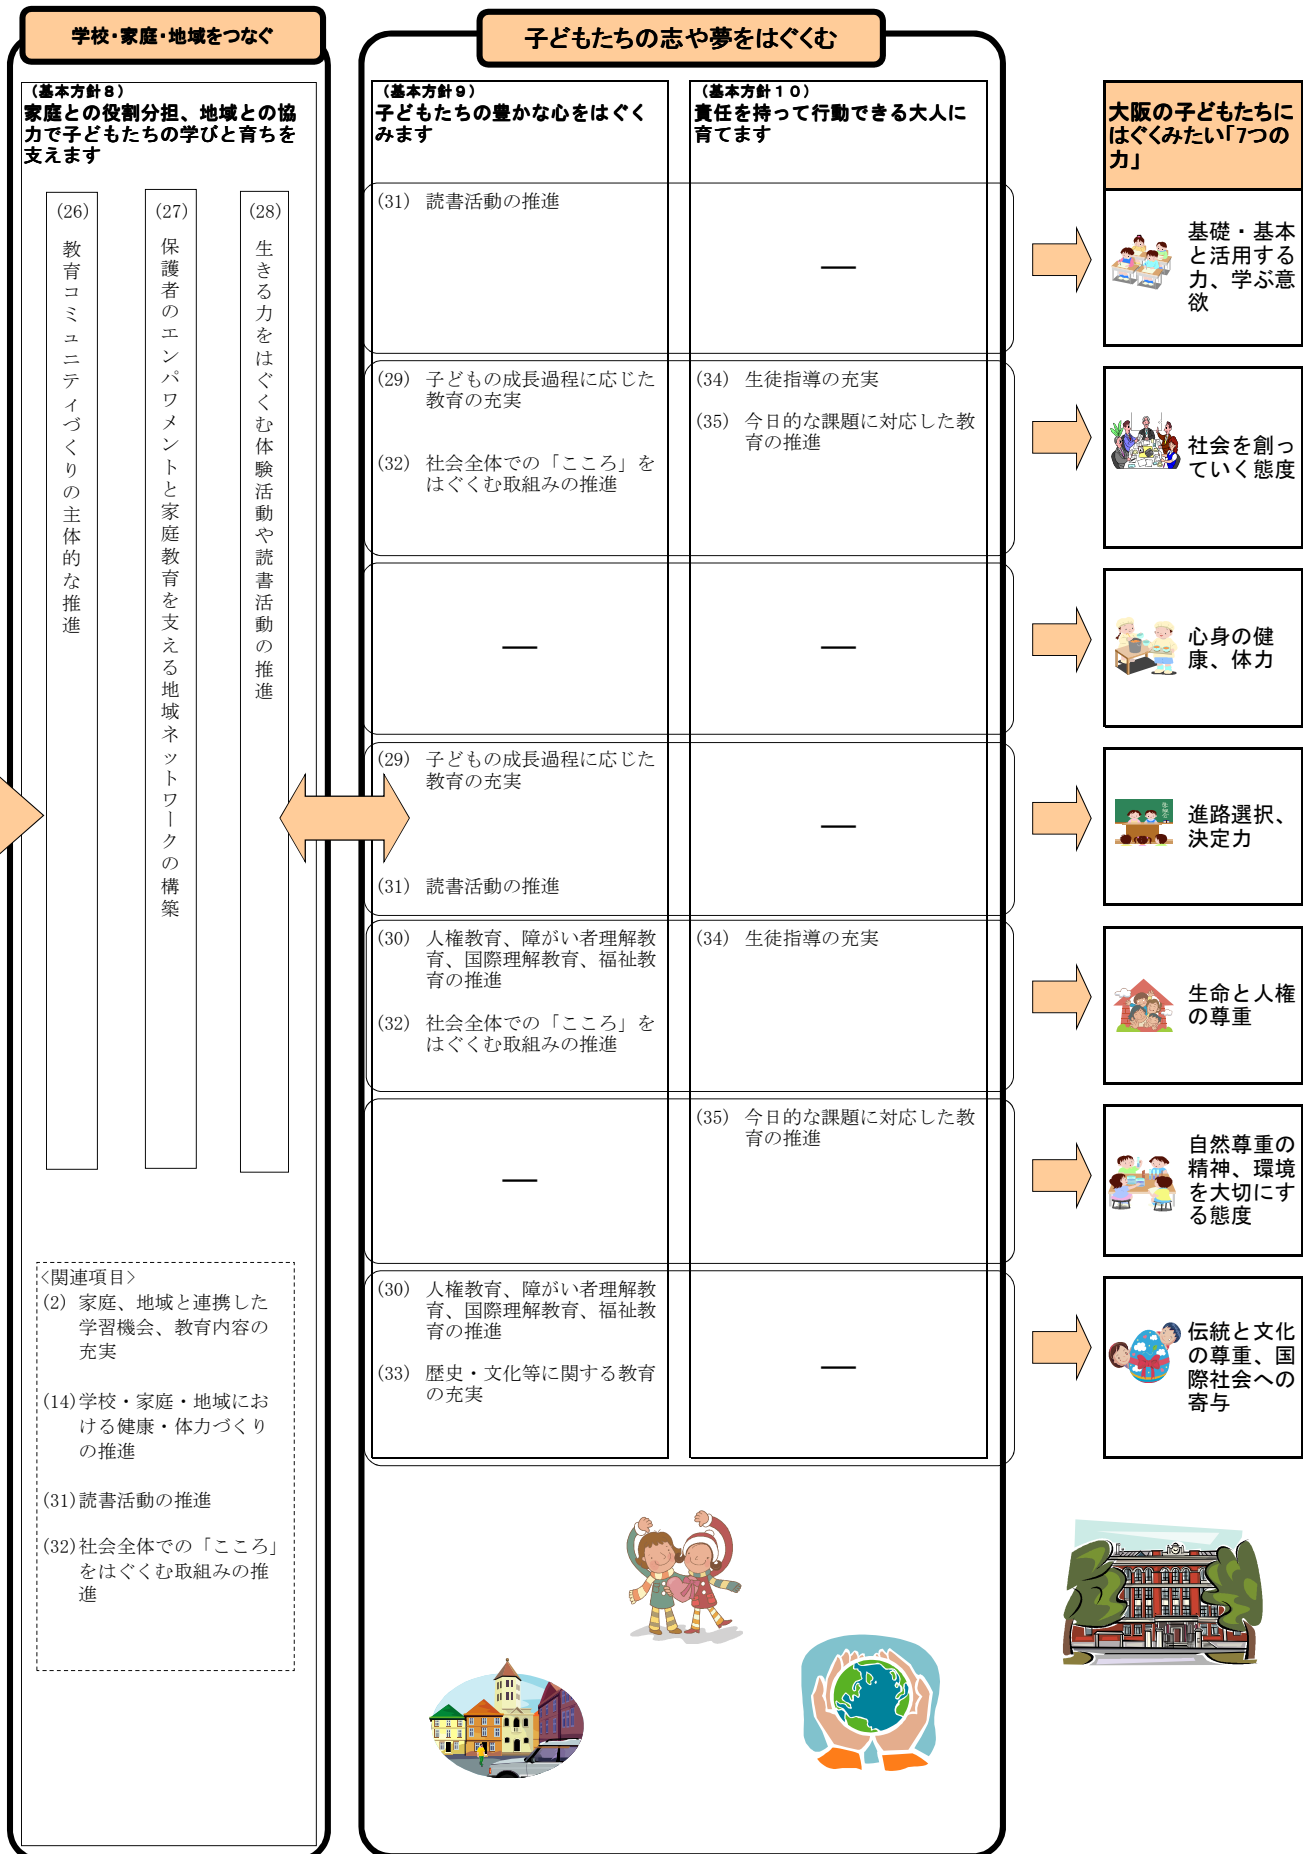 学校・家庭・地域をつなぐ
（基本方針８）
家庭との役割分担、地域との協
力で子どもたちの学びと育ちを
支えます
(26) 教育コミュニティづくりの主体的な推進
(27) 保護者のエンパワメントと家庭教育を支える地域ネットワークの構築
(28) 生きる力をはぐくむ体験活動や読書活動の推進
<関連項目>
(2) 家庭、地域と連携した
学習機会、教育内容の
充実
(14)学校・家庭・地域にお
ける健康・体力づくり
の推進
(31)読書活動の推進
(32)社会全体での「こころ」
をはぐくむ取組みの推
進
子どもたちの志や夢をはぐくむ
（基本方針９）
子どもたちの豊かな心をはぐく
みます
（基本方針１０）
責任を持って行動できる大人に
育てます
大阪の子どもたちに
はぐくみたい「7つの
力」
(31) 読書活動の推進
―
基礎・基本
と活用する
力、学ぶ意
欲
(29) 子どもの成長過程に応じた
教育の充実
(32) 社会全体での「こころ」を
はぐくむ取組みの推進
(34) 生徒指導の充実
(35) 今日的な課題に対応した教
育の推進
社会を創っ
ていく態度
―
―
心身の健
康、体力
(29) 子どもの成長過程に応じた
教育の充実
(31) 読書活動の推進
―
進路選択、
決定力
(30) 人権教育、障がい者理解教
育、国際理解教育、福祉教
育の推進
(32) 社会全体での「こころ」を
はぐくむ取組みの推進
(34) 生徒指導の充実
生命と人権
の尊重
―
(35) 今日的な課題に対応した教
育の推進
自然尊重の
精神、環境
を大切にす
る態度
(30) 人権教育、障がい者理解教
育、国際理解教育、福祉教
育の推進
(33) 歴史・文化等に関する教育
の充実
―
伝統と文化
の尊重、国
際社会への
寄与